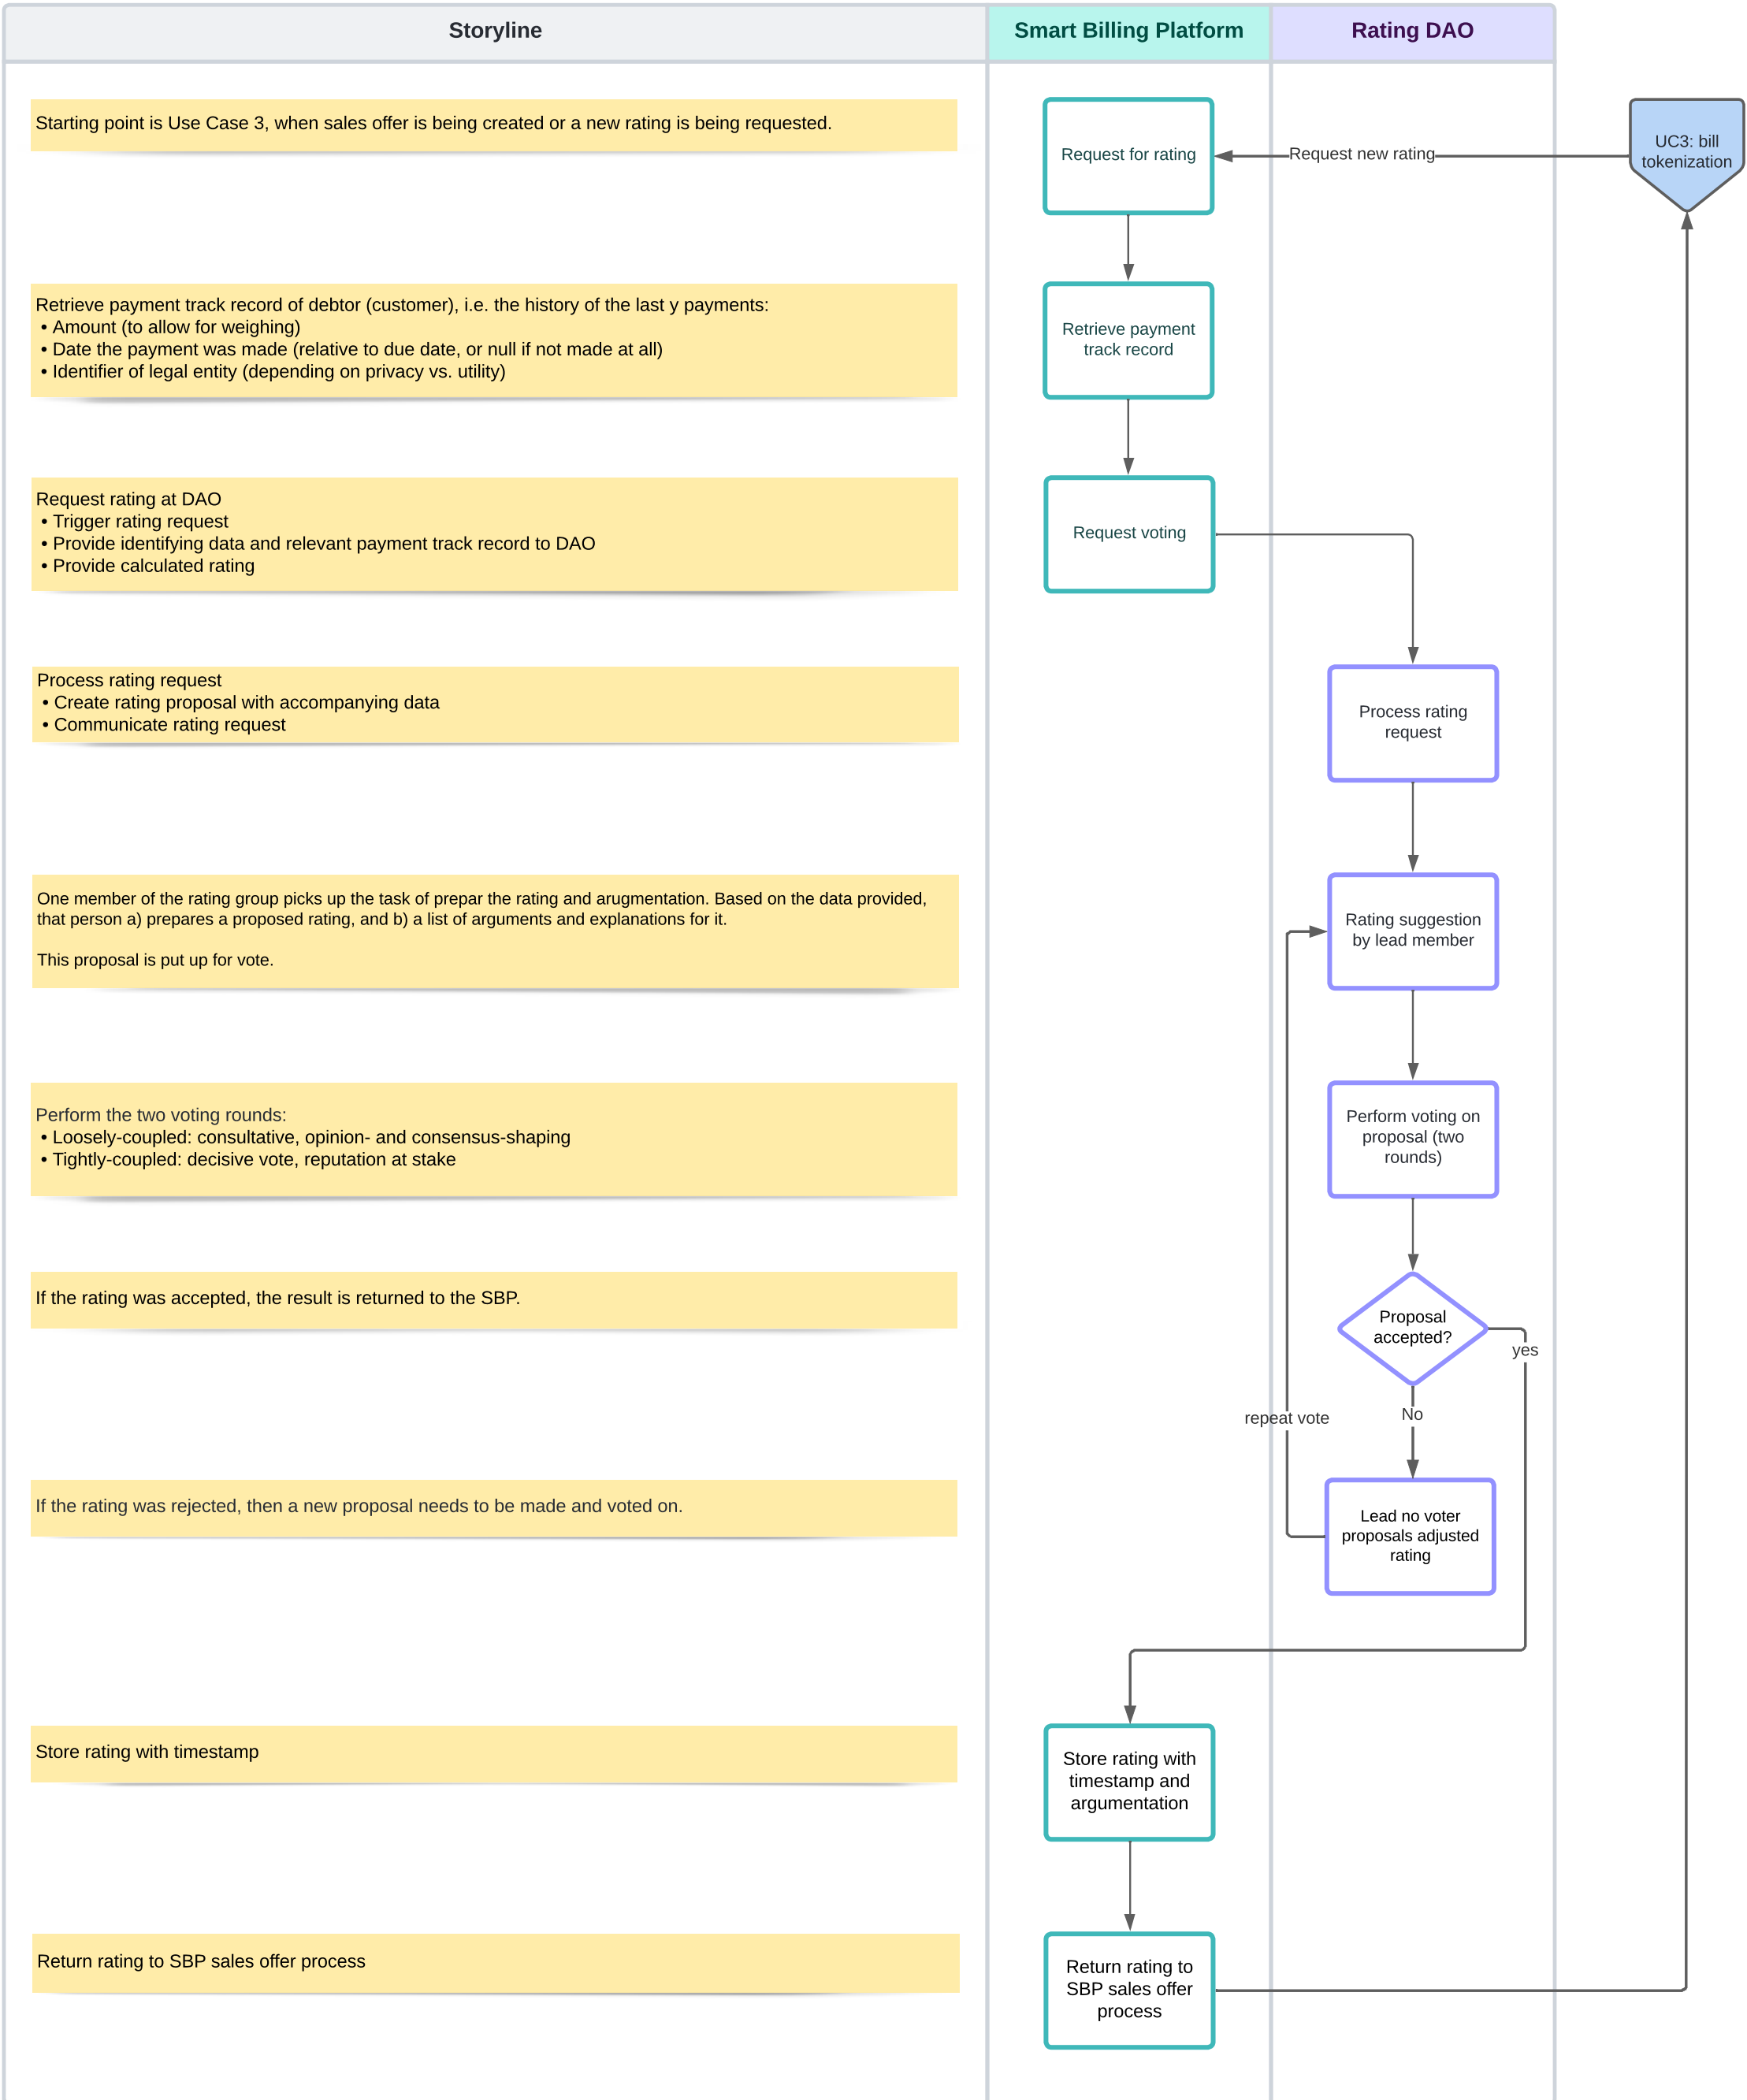 Storyline
Smart Billing Platform
Rating DAO
Starting point is Use Case 3, when sales offer is being created or a new rating is being requested.
Request for rating
Request new rating
UC3: bill
tokenization
Retrieve payment track record of debtor (customer), i.e. the history of the last y payments:
• Amount (to allow for weighing)
• Date the payment was made (relative to due date, or null if not made at all)
• Identifier of legal entity (depending on privacy vs. utility)
Retrieve payment
track record
Request rating at DAO
• Trigger rating request
• Provide identifying data and relevant payment track record to DAO
• Provide calculated rating
Request voting
Process rating request
• Create rating proposal with accompanying data
• Communicate rating request
Process rating
request
One member of the rating group picks up the task of prepar the rating and arugmentation. Based on the data provided,
that person a) prepares a proposed rating, and b) a list of arguments and explanations for it.
This proposal is put up for vote.
Rating suggestion
by lead member
Perform the two voting rounds:
• Loosely-coupled: consultative, opinion- and consensus-shaping
• Tightly-coupled: decisive vote, reputation at stake
Perform voting on
proposal (two
rounds)
If the rating was accepted, the result is returned to the SBP.
Proposal
accepted?
yes
No
repeat vote
If the rating was rejected, then a new proposal needs to be made and voted on.
Lead no voter
proposals adjusted
rating
Store rating with timestamp
Store rating with
timestamp and
argumentation
Return rating to SBP sales offer process
Return rating to
SBP sales offer
process